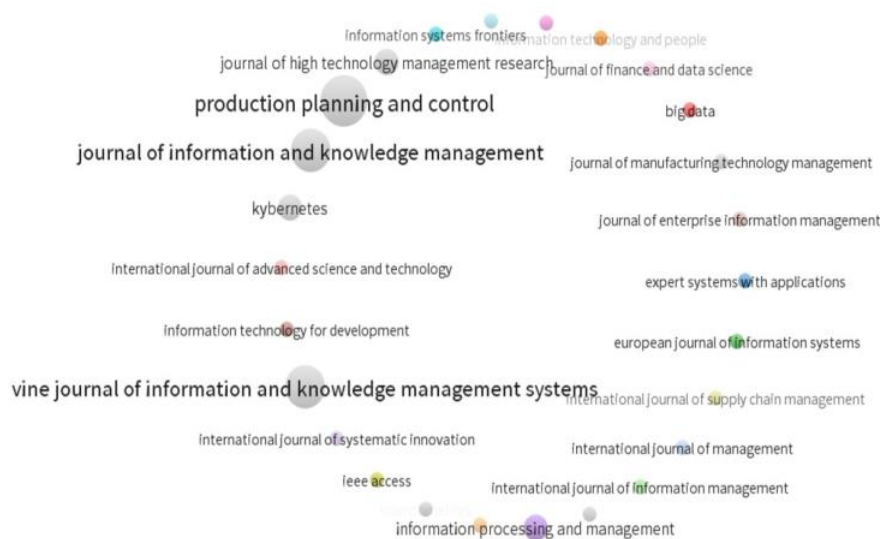 information systems frontiers
information technology and people
journal of high technology management research
journal of finance and data science
production planning and control
big data
journal of information and knowledge management
journal of manufacturing technology management
kybernetes
journal of enterprise information management
international journal of advanced science and technology
expert systems with applications
information technology for development
european journal of information systems
vine journal of information and knowledge management systems
international journal of supply chain management
international journal of systematic innovation
international journal of management
ieee access
international journal of information management
information processing and management